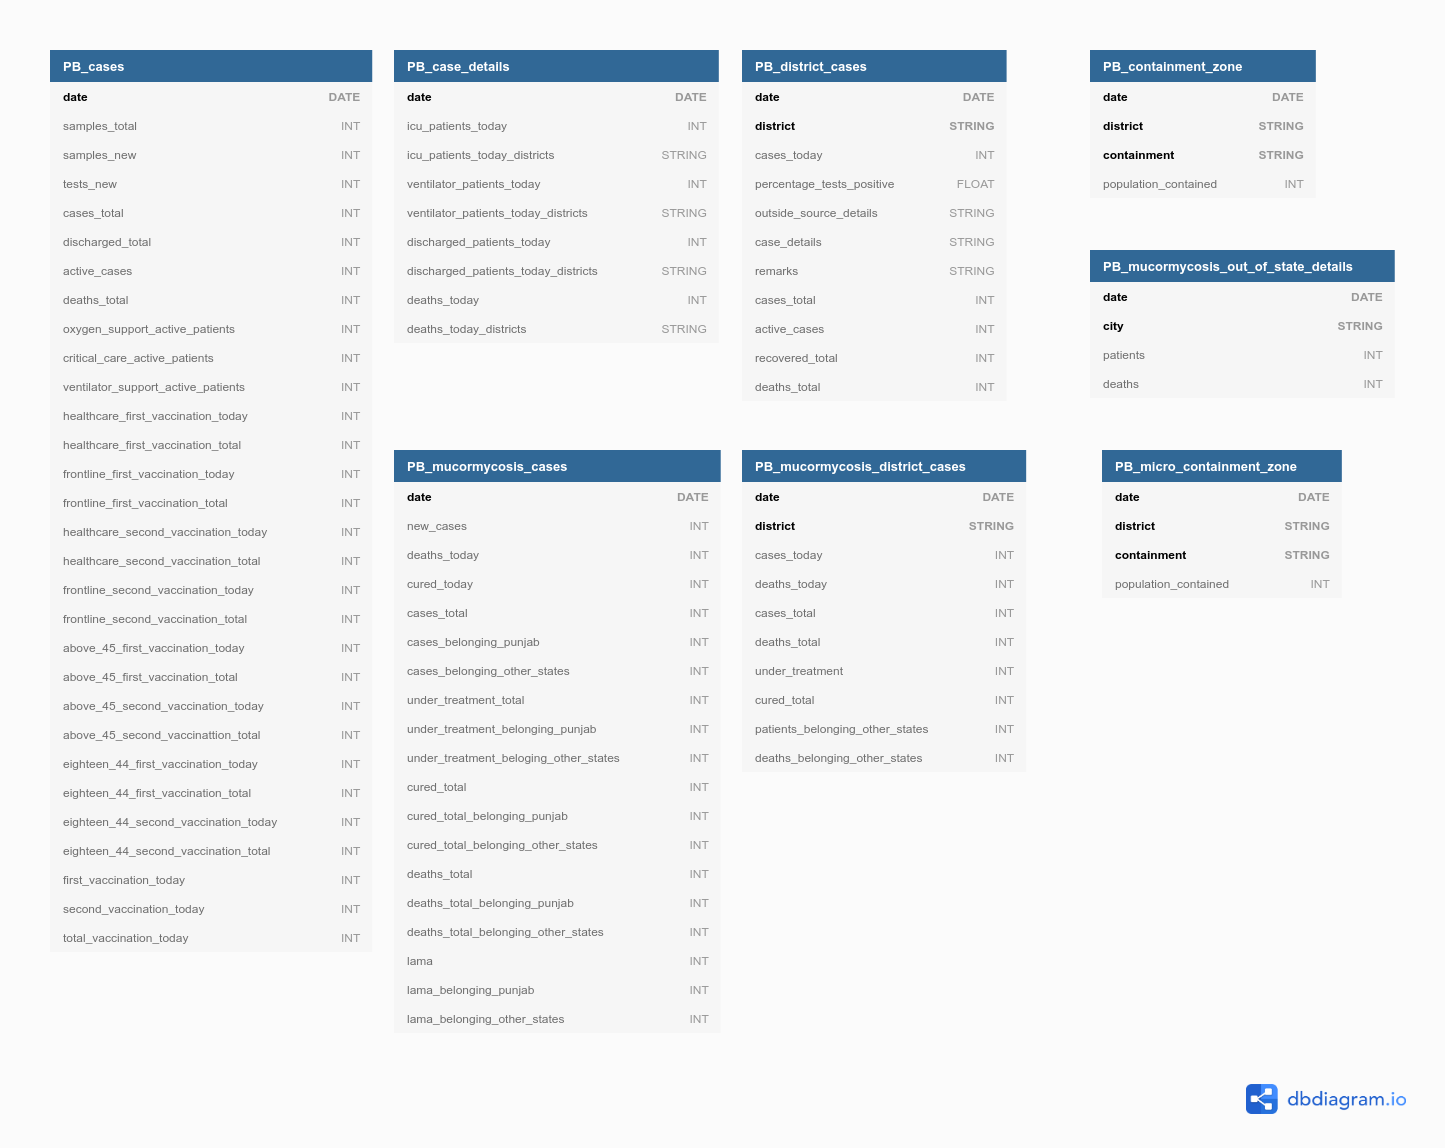 PB_cases
date DATE
samples_total INT
samples_new INT
tests_new INT
cases_total INT
discharged_total INT
active_cases INT
deaths_total INT
oxygen_support_active_patients INT
critical_care_active_patients INT
ventilator_support_active_patients INT
healthcare_first_vaccination_today INT
healthcare_first_vaccination_total INT
frontline_first_vaccination_today INT
frontline_first_vaccination_total INT
healthcare_second_vaccination_today INT
healthcare_second_vaccination_total INT
frontline_second_vaccination_today INT
frontline_second_vaccination_total INT
above_45_first_vaccination_today INT
above_45_first_vaccination_total INT
above_45_second_vaccination_today INT
above_45_second_vaccinattion_total INT
eighteen_44_first_vaccination_today INT
eighteen_44_first_vaccination_total INT
eighteen_44_second_vaccination_today INT
eighteen_44_second_vaccination_total INT
first_vaccination_today INT
second_vaccination_today INT
total_vaccination_today INT
PB_case_details
date DATE
icu_patients_today INT
icu_patients_today_districts STRING
ventilator_patients_today INT
ventilator_patients_today_districts STRING
discharged_patients_today INT
discharged_patients_today_districts STRING
deaths_today INT
deaths_today_districts STRING
PB_district_cases
date DATE
district STRING
cases_today INT
percentage_tests_positive FLOAT
outside_source_details STRING
case_details STRING
remarks STRING
cases_total INT
active_cases INT
recovered_total INT
deaths_total INT
PB_containment_zone
date DATE
district STRING
containment STRING
population_contained INT
PB_mucormycosis_out_of_state_details
date DATE
city STRING
patients INT
deaths INT
PB_mucormycosis_cases
date DATE
new_cases INT
deaths_today INT
cured_today INT
cases_total INT
cases_belonging_punjab INT
cases_belonging_other_states INT
under_treatment_total INT
under_treatment_belonging_punjab INT
under_treatment_beloging_other_states INT
cured_total INT
cured_total_belonging_punjab INT
cured_total_belonging_other_states INT
deaths_total INT
deaths_total_belonging_punjab INT
deaths_total_belonging_other_states INT
lama INT
lama_belonging_punjab INT
lama_belonging_other_states INT
PB_mucormycosis_district_cases
date DATE
district STRING
cases_today INT
deaths_today INT
cases_total INT
deaths_total INT
under_treatment INT
cured_total INT
patients_belonging_other_states INT
deaths_belonging_other_states INT
PB_micro_containment_zone
date DATE
district STRING
containment STRING
population_contained INT
dbdiagram.io